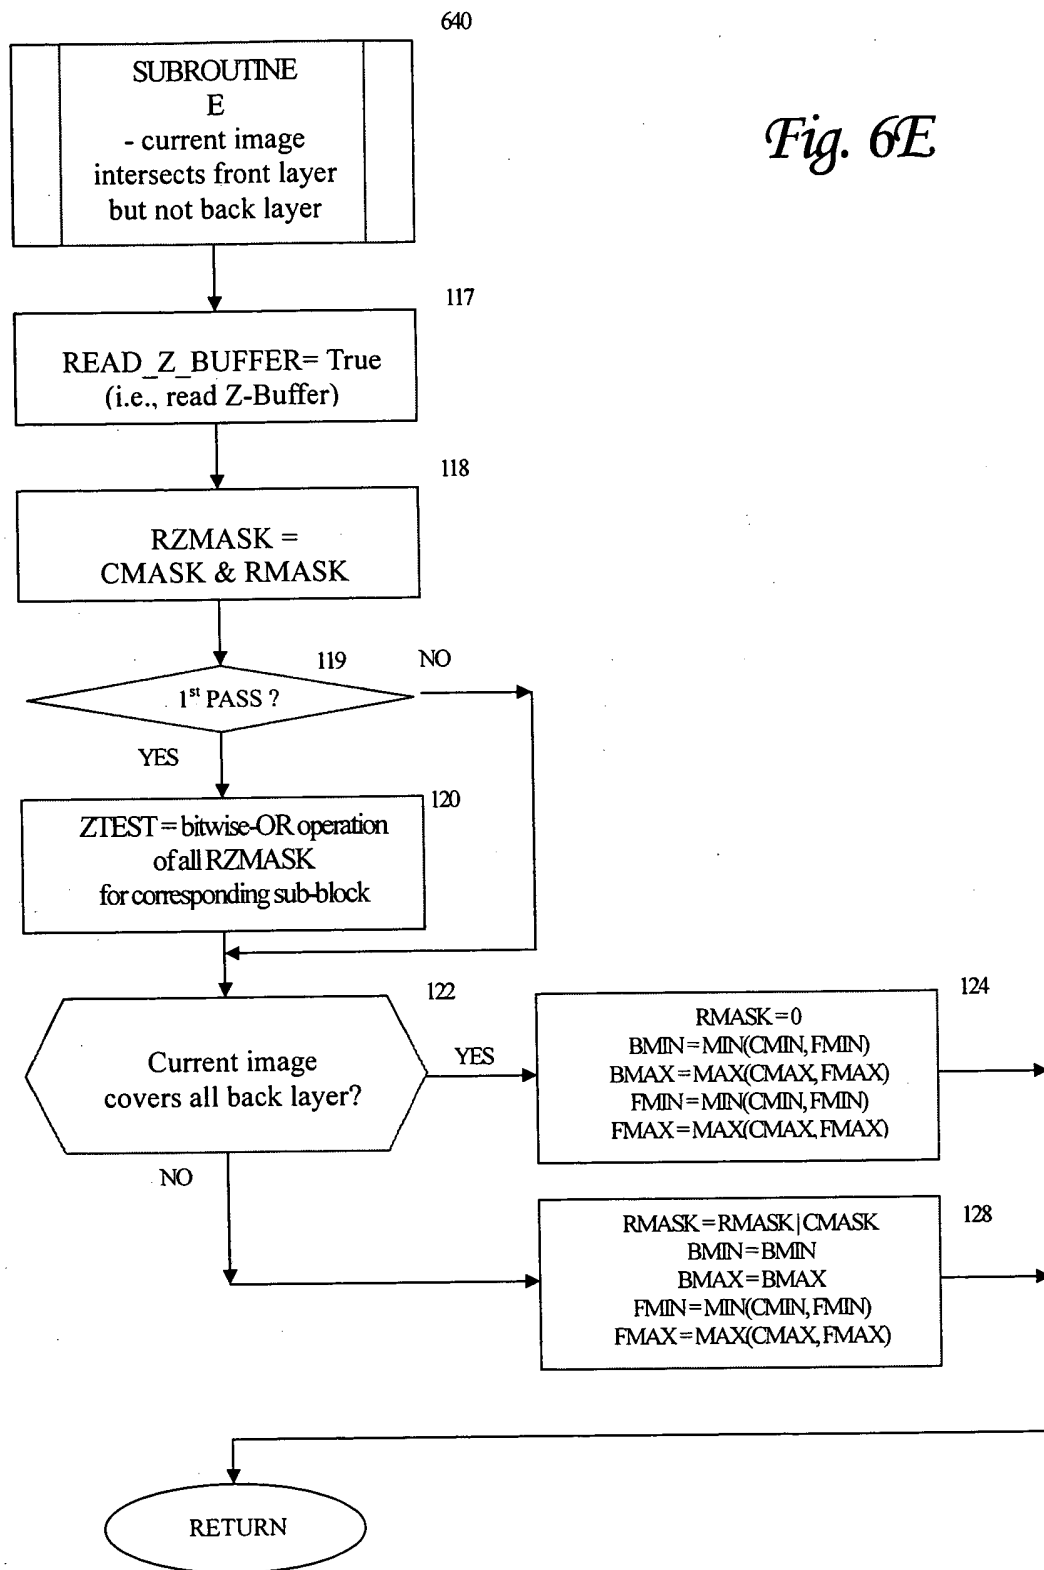 640
SUBROUTINE
E
- current image
intersects front layer
but not back layer
Fig. 6E
117
READ_Z_BUFFER= True
(i.e., read Z-Buffer)
118
RZMASK =
CMASK & RMASK
119
NO
1st PASS ?
YES
120
ZTEST = bitwise-OR operation
of all RZMASK
for corresponding sub-block
122
Current image
covers all back layer?
YES
124
RMASK = 0
BMIN = MIN(CMIN, FMIN)
BMAX = MAX(CMAX, FMAX)
FMIN = MIN(CMIN, FMIN)
FMAX = MAX(CMAX, FMAX)
NO
128
RMASK = RMASK | CMASK
BMIN = BMIN
BMAX = BMAX
FMIN = MIN(CMIN, FMIN)
FMAX = MAX(CMAX, FMAX)
RETURN